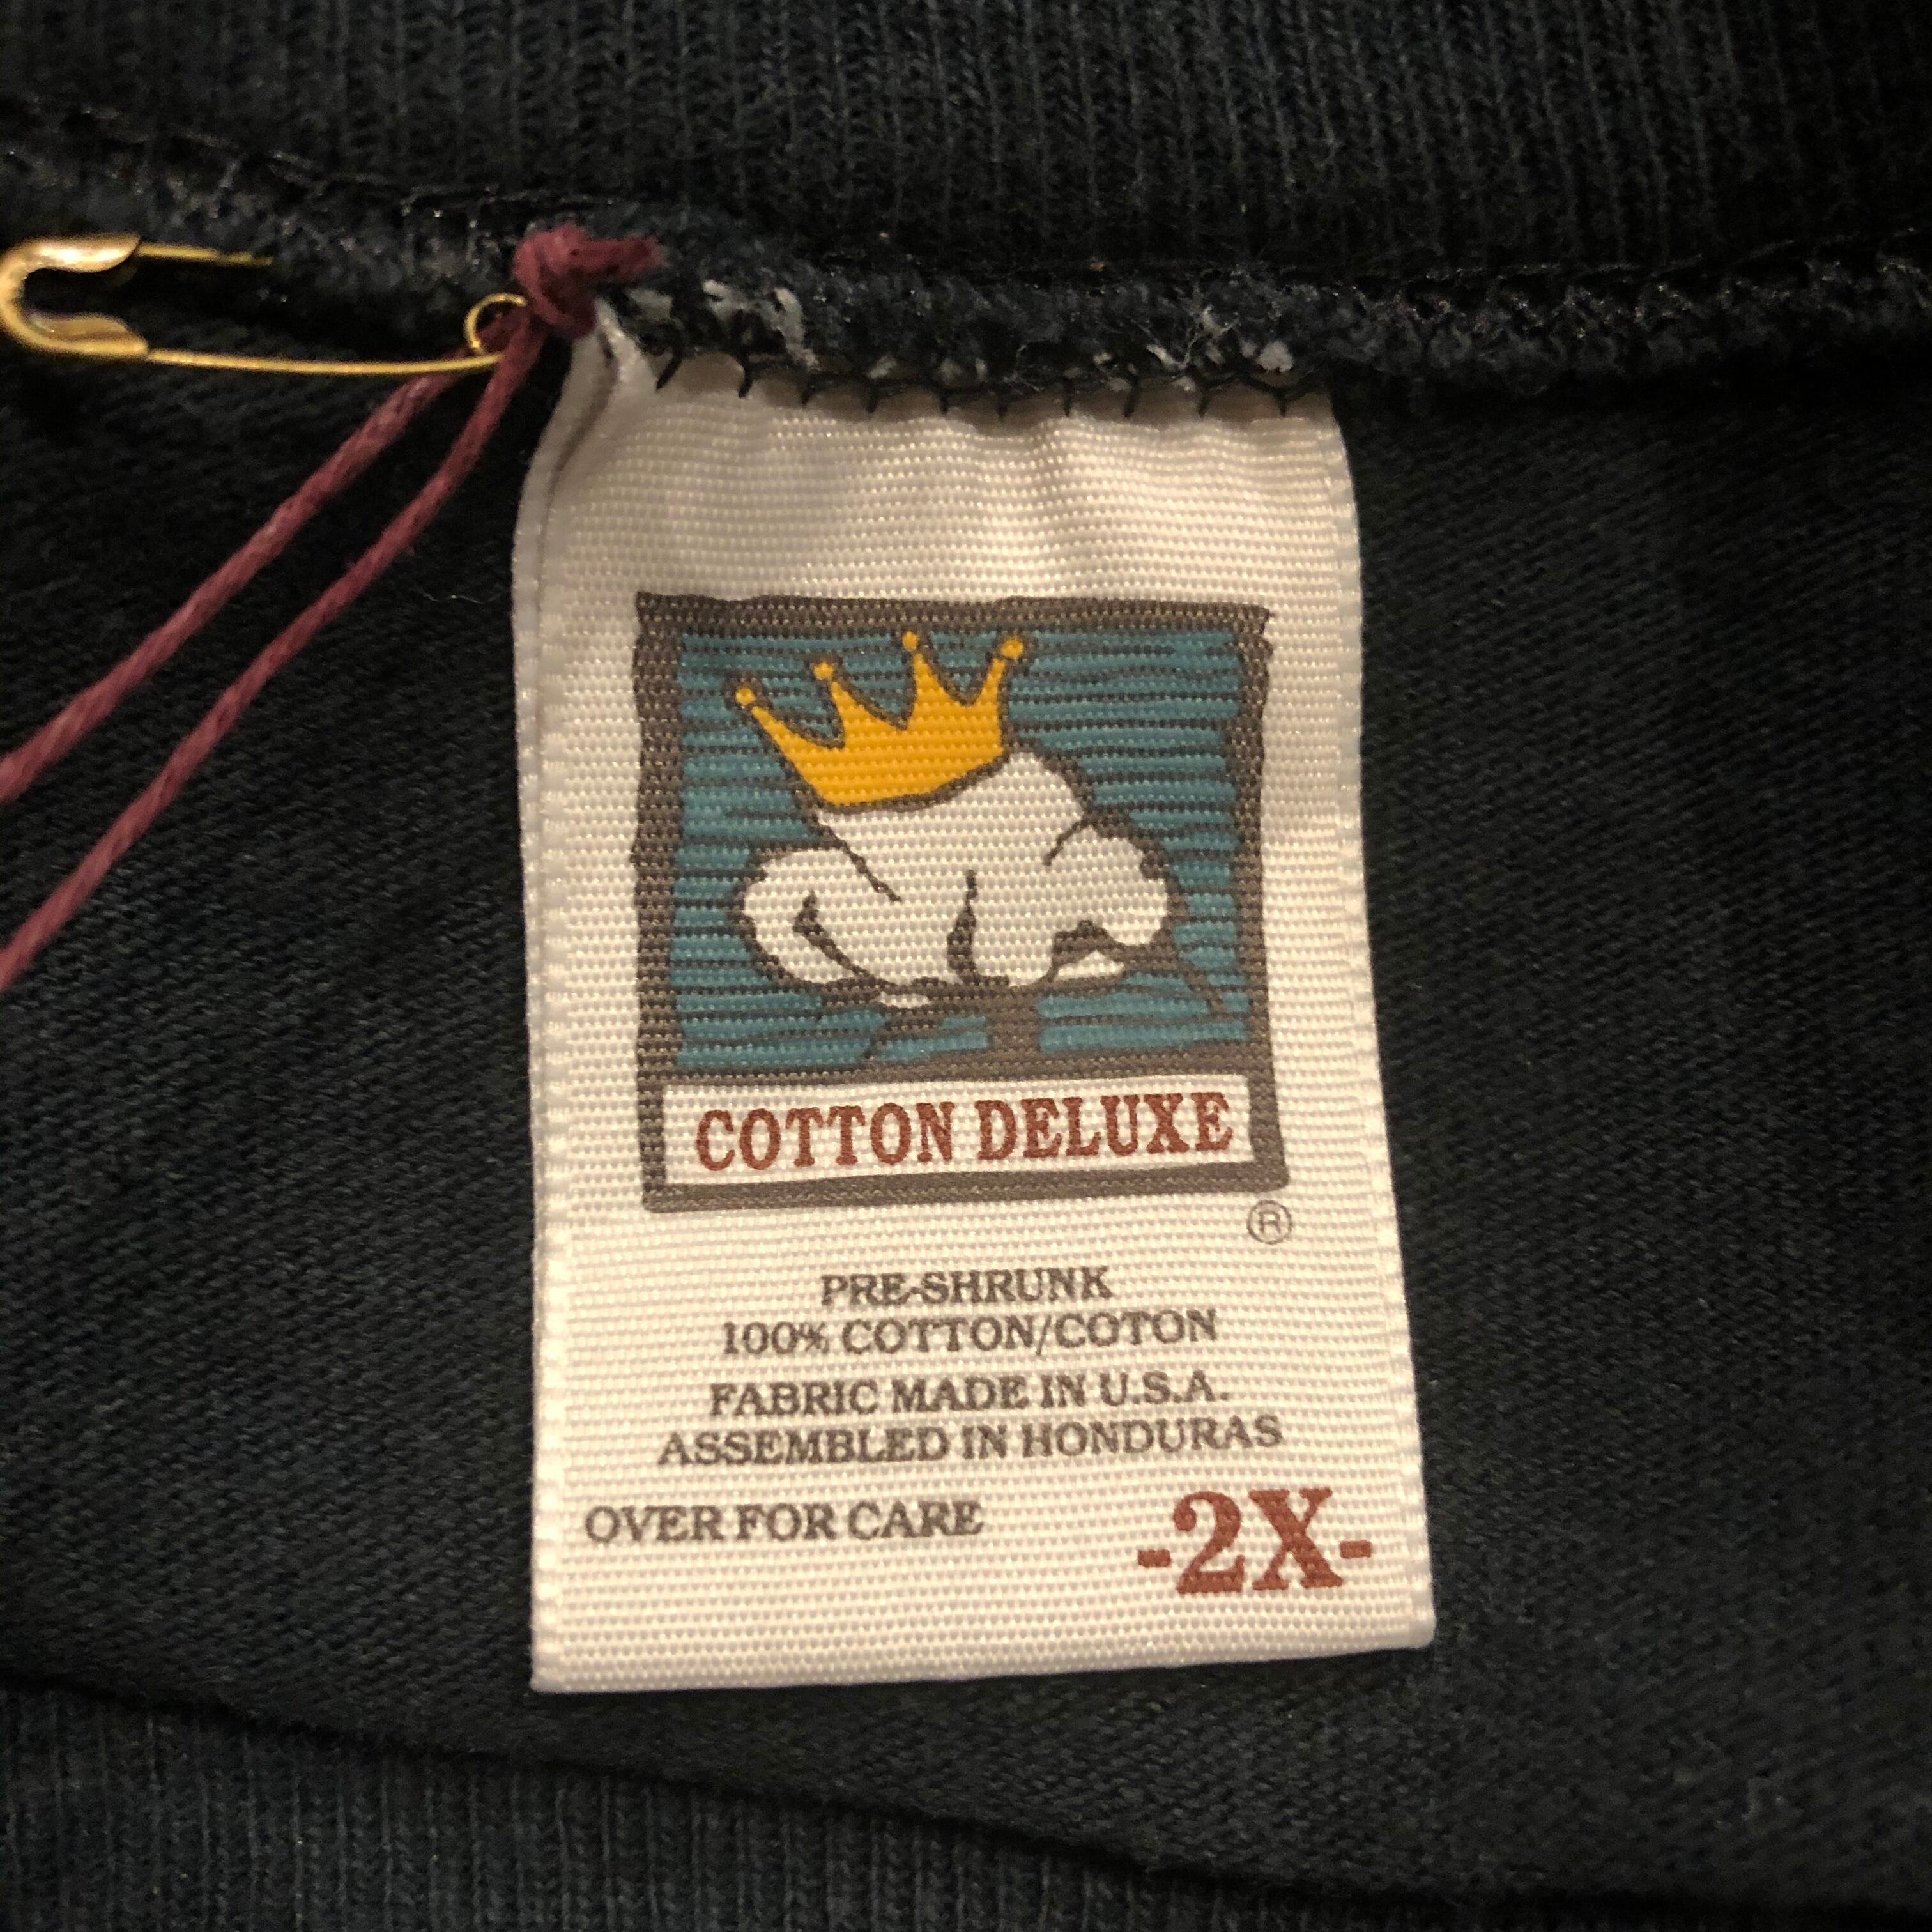 COTTON DELUXE
®
PRE-SHRUNK
100% COTTON/COTON
FABRIC MADE IN U.S.A.
ASSEMBLED IN HONDURAS
OVER FOR CARE
-2X-